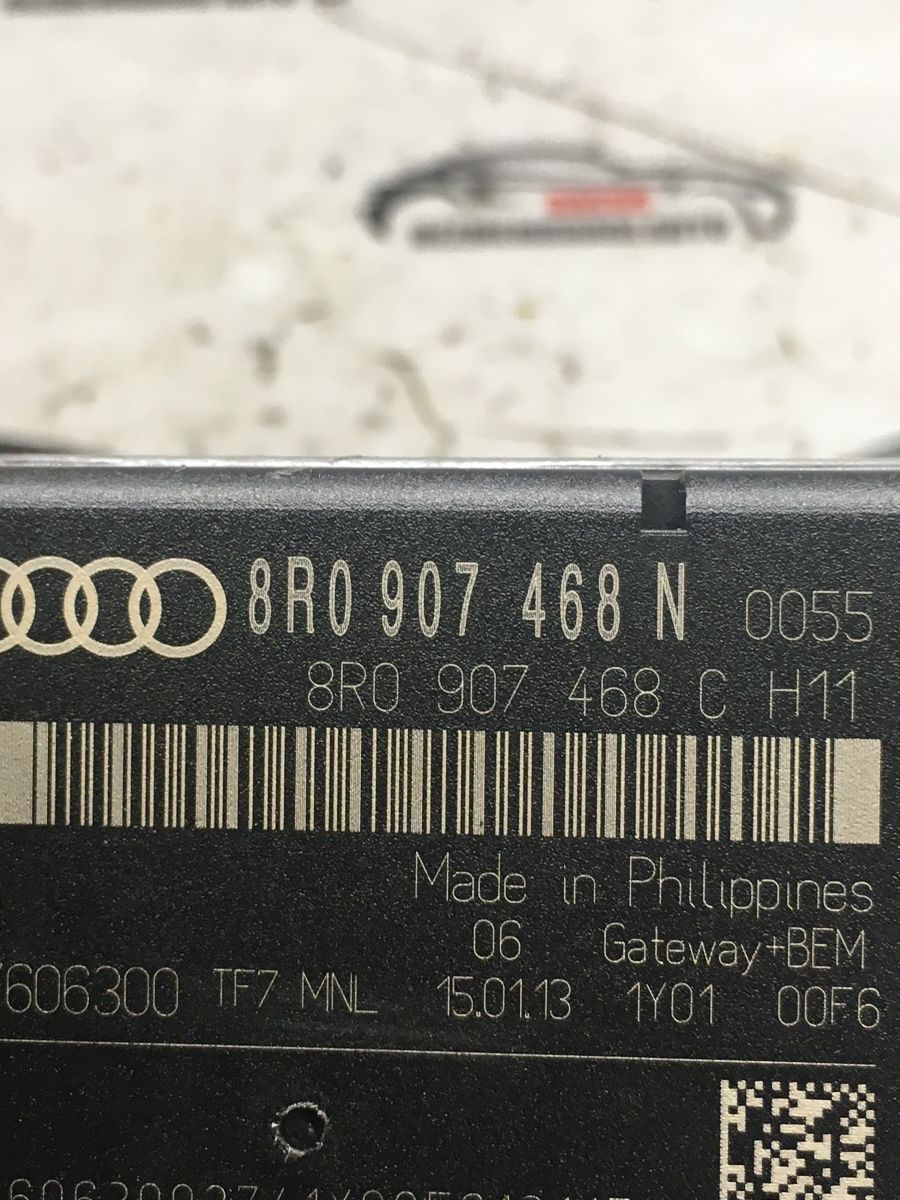 8R0 907 468 N 0055
8R0 907 468 C H11
Made in Philippines
06 Gateway+BEM
7606300 TF7 MNL 15.01.13 1Y01 00F6